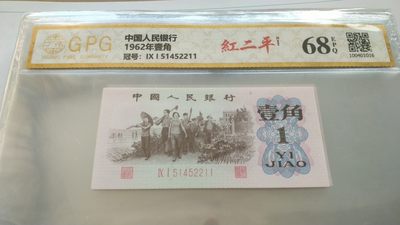 GPG
中国人民银行
1962年壹角
冠号: IX I 51452211
紅二平
68
EPQ
100401016
中國人民銀行
壹角
1
YI
JIAO
IX I 51452211